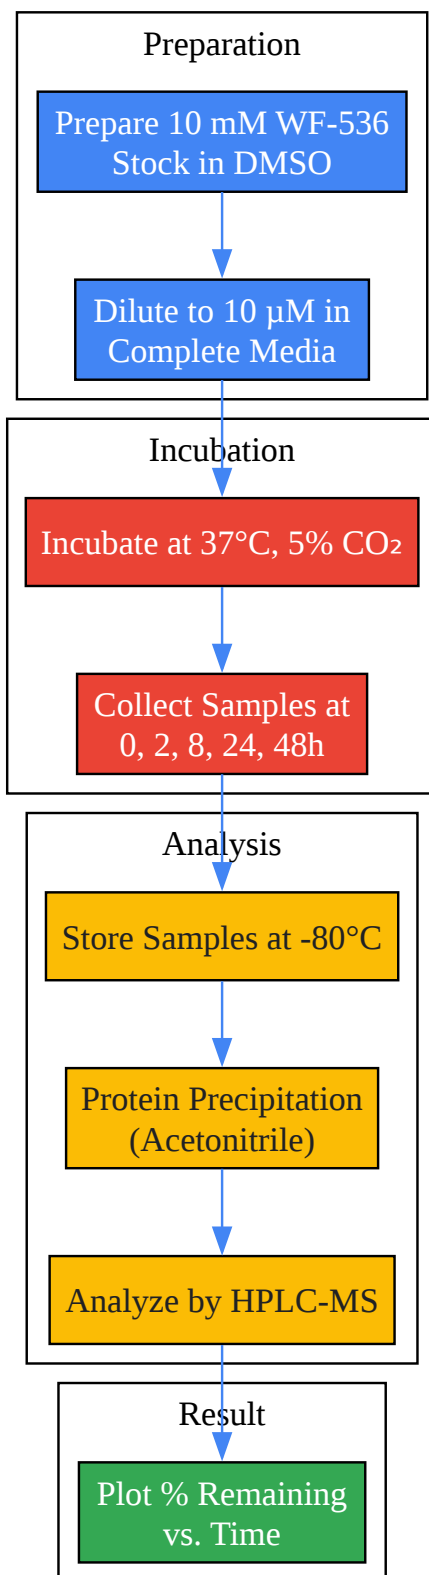 Preparation
Prepare 10 mM WF-536
Stock in DMSO
Dilute to 10 µM in
Complete Media
Incubation
Incubate at 37°C, 5% CO₂
Collect Samples at
0, 2, 8, 24, 48h
Analysis
Store Samples at -80°C
Protein Precipitation
(Acetonitrile)
Analyze by HPLC-MS
Result
Plot % Remaining
vs. Time